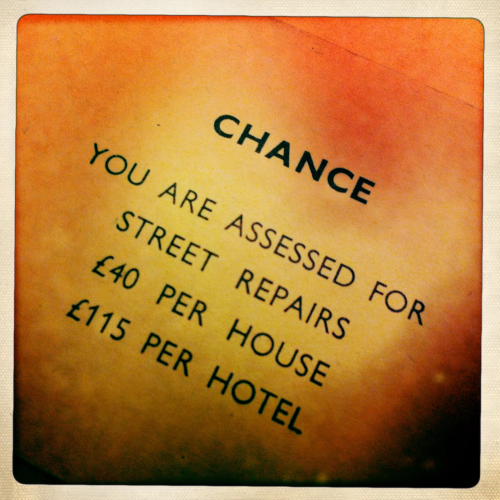 CHANCE
YOU ARE ASSESSED FOR
STREET REPAIRS
£40 PER HOUSE
£115 PER HOTEL